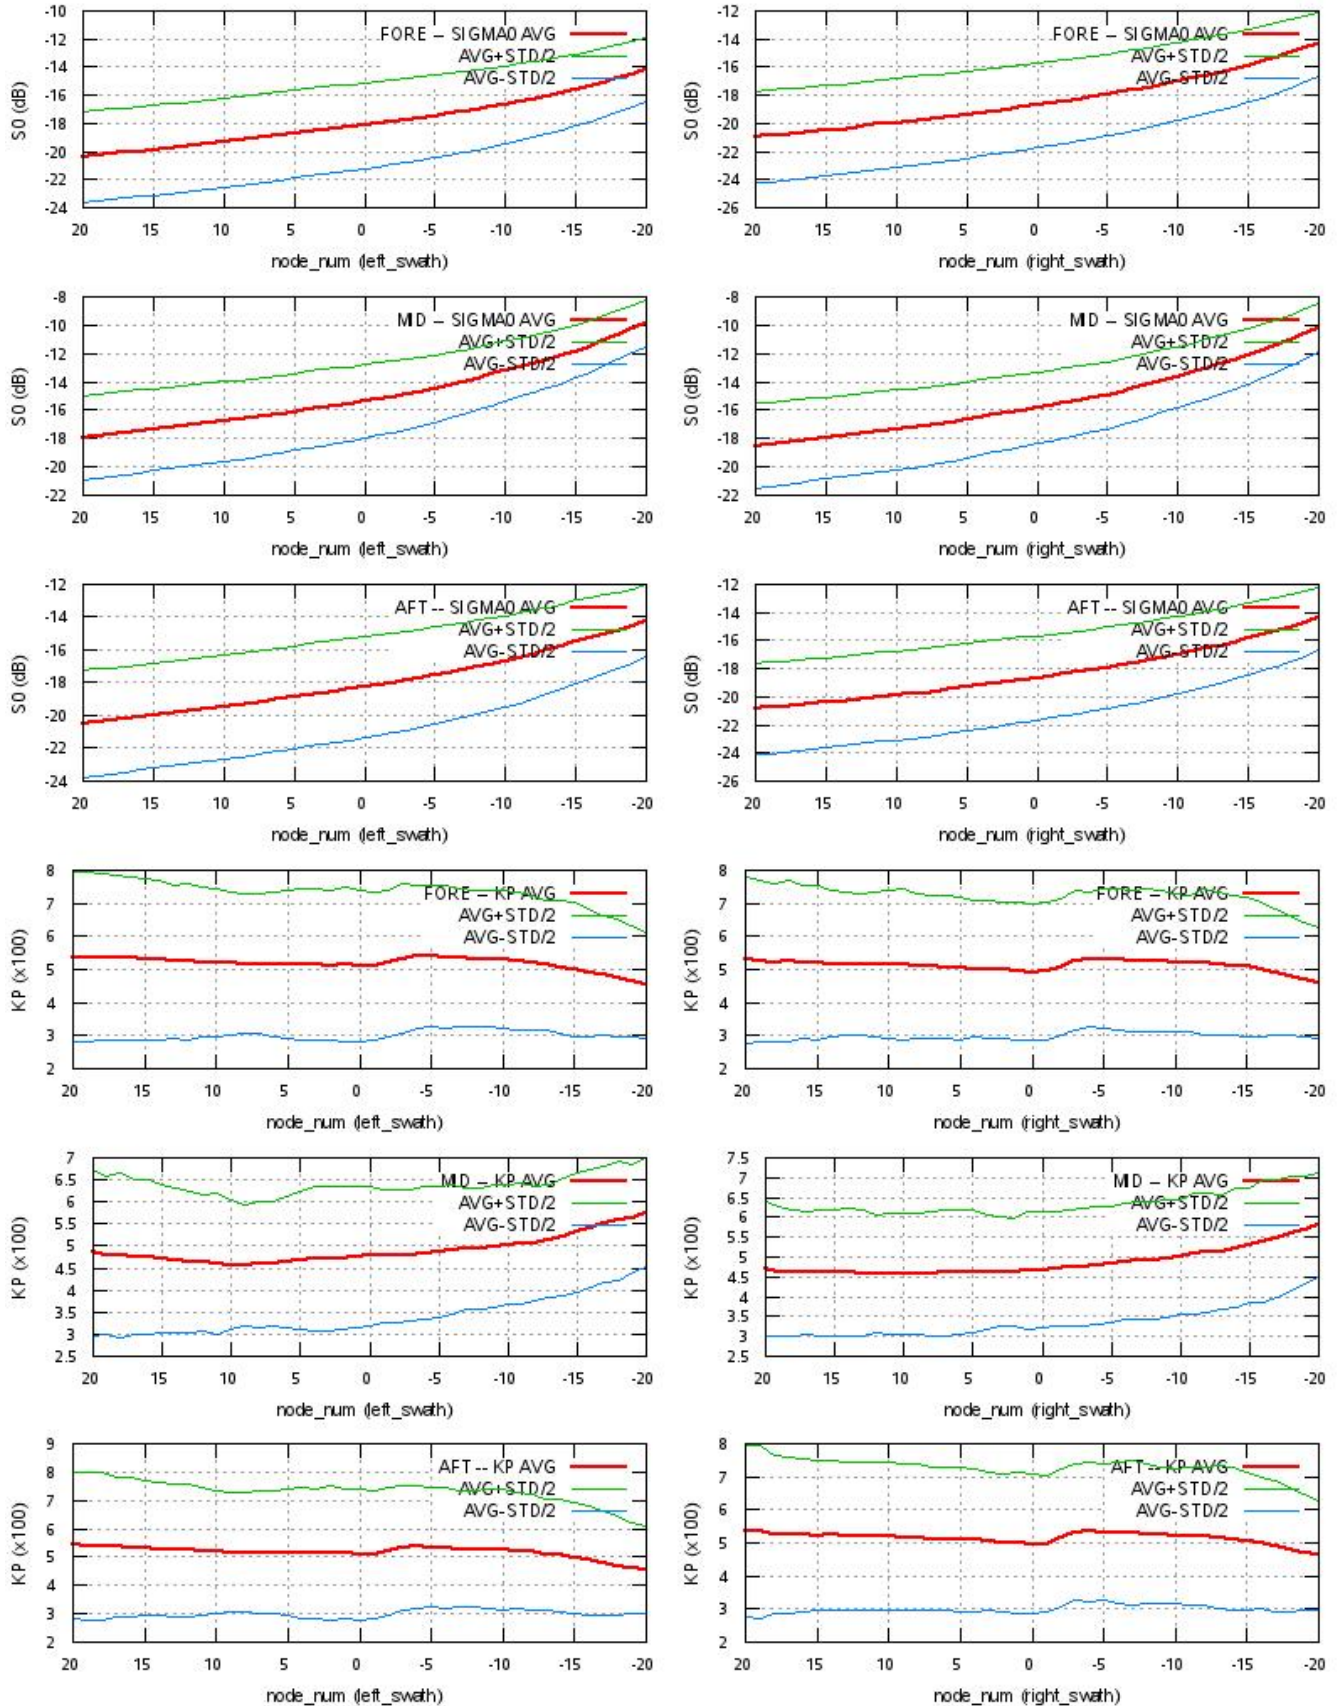 -10
-12
-14
-16
-18
-20
-22
-24
S0 (dB)
FORE -- SIGMA0 AVG
AVG+STD/2
AVG-STD/2
20 15 10 5 0 -5 -10 -15 -20
node_num (left_swath)
-12
-14
-16
-18
-20
-22
-24
-26
S0 (dB)
FORE -- SIGMA0 AVG
AVG+STD/2
AVG-STD/2
20 15 10 5 0 -5 -10 -15 -20
node_num (right_swath)
-8
-10
-12
-14
-16
-18
-20
-22
S0 (dB)
MID -- SIGMA0 AVG
AVG+STD/2
AVG-STD/2
20 15 10 5 0 -5 -10 -15 -20
node_num (left_swath)
-8
-10
-12
-14
-16
-18
-20
-22
S0 (dB)
MID -- SIGMA0 AVG
AVG+STD/2
AVG-STD/2
20 15 10 5 0 -5 -10 -15 -20
node_num (right_swath)
-12
-14
-16
-18
-20
-22
-24
S0 (dB)
AFT -- SIGMA0 AVG
AVG+STD/2
AVG-STD/2
20 15 10 5 0 -5 -10 -15 -20
node_num (left_swath)
-12
-14
-16
-18
-20
-22
-24
-26
S0 (dB)
AFT -- SIGMA0 AVG
AVG+STD/2
AVG-STD/2
20 15 10 5 0 -5 -10 -15 -20
node_num (right_swath)
8
7
6
5
4
3
2
KP (x100)
FORE -- KP AVG
AVG+STD/2
AVG-STD/2
20 15 10 5 0 -5 -10 -15 -20
node_num (left_swath)
8
7
6
5
4
3
2
KP (x100)
FORE -- KP AVG
AVG+STD/2
AVG-STD/2
20 15 10 5 0 -5 -10 -15 -20
node_num (right_swath)
7
6.5
6
5.5
5
4.5
4
3.5
3
2.5
KP (x100)
MID -- KP AVG
AVG+STD/2
AVG-STD/2
20 15 10 5 0 -5 -10 -15 -20
node_num (left_swath)
7.5
7
6.5
6
5.5
5
4.5
4
3.5
3
2.5
KP (x100)
MID -- KP AVG
AVG+STD/2
AVG-STD/2
20 15 10 5 0 -5 -10 -15 -20
node_num (right_swath)
9
8
7
6
5
4
3
2
KP (x100)
AFT -- KP AVG
AVG+STD/2
AVG-STD/2
20 15 10 5 0 -5 -10 -15 -20
node_num (left_swath)
8
7
6
5
4
3
2
KP (x100)
AFT -- KP AVG
AVG+STD/2
AVG-STD/2
20 15 10 5 0 -5 -10 -15 -20
node_num (right_swath)